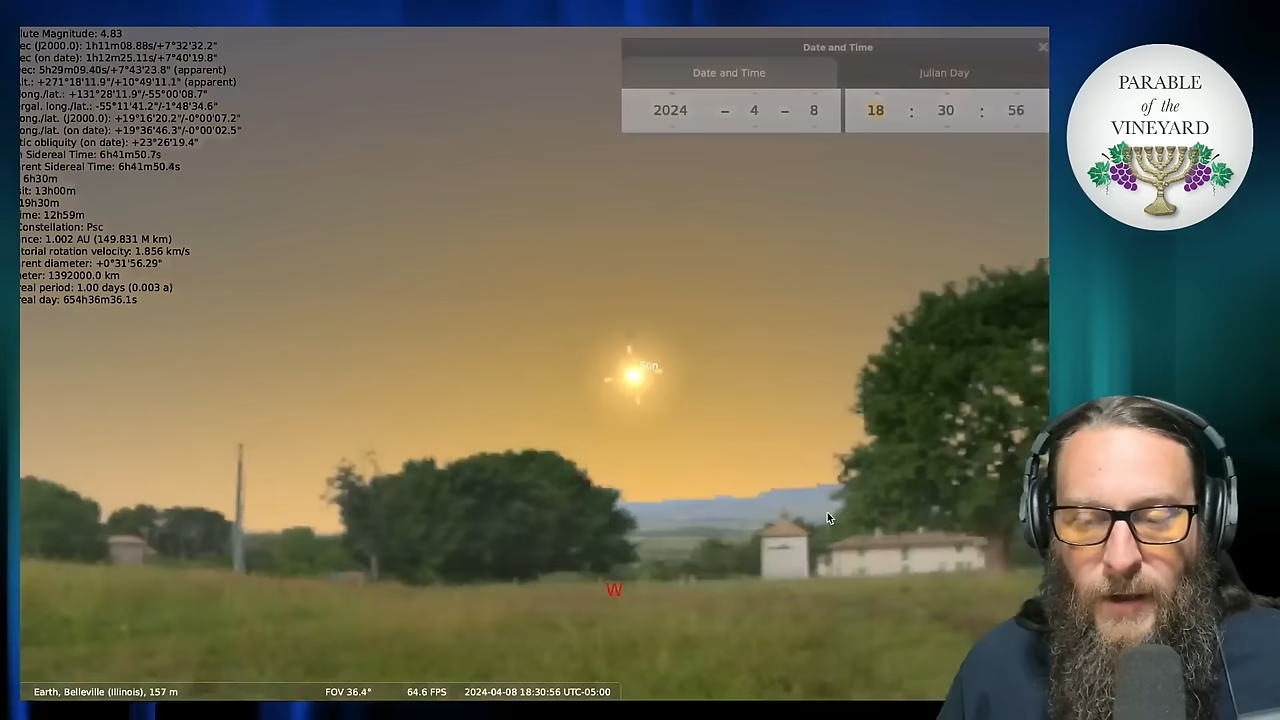 lute Magnitude: 4.83
ec (J2000.0): 1h11m08.88s/+7°32'32.2"
ec (on date): 1h12m25.11s/+7°40'19.8"
ec: 5h29m09.40s/+7°43'23.8" (apparent)
lt.: +271°18'11.9"/+10°49'11.1" (apparent)
ong./lat.: +131°28'11.9"/-55°00'08.7"
rgal. long./lat.: -55°11'41.2"/-1°48'34.6"
ong./lat. (J2000.0): +19°16'20.2"/-0°00'07.2"
ong./lat. (on date): +19°36'46.3"/-0°00'02.5"
tic obliquity (on date): +23°26'19.4"
n Sidereal Time: 6h41m50.7s
rent Sidereal Time: 6h41m50.4s
6h30m
sit: 13h00m
19h30m
ime: 12h59m
Constellation: Psc
nce: 1.002 AU (149.831 M km)
torial rotation velocity: 1.856 km/s
rent diameter: +0°31'56.29"
eter: 1392000.0 km
real period: 1.00 days (0.003 a)
real day: 654h36m36.1s
Date and Time
Date and Time Julian Day
2024 – 4 – 8 18 : 30 : 56
PARABLE
of the
VINEYARD
Sun
W
Earth, Belleville (Illinois), 157 m FOV 36.4° 64.6 FPS 2024-04-08 18:30:56 UTC-05:00